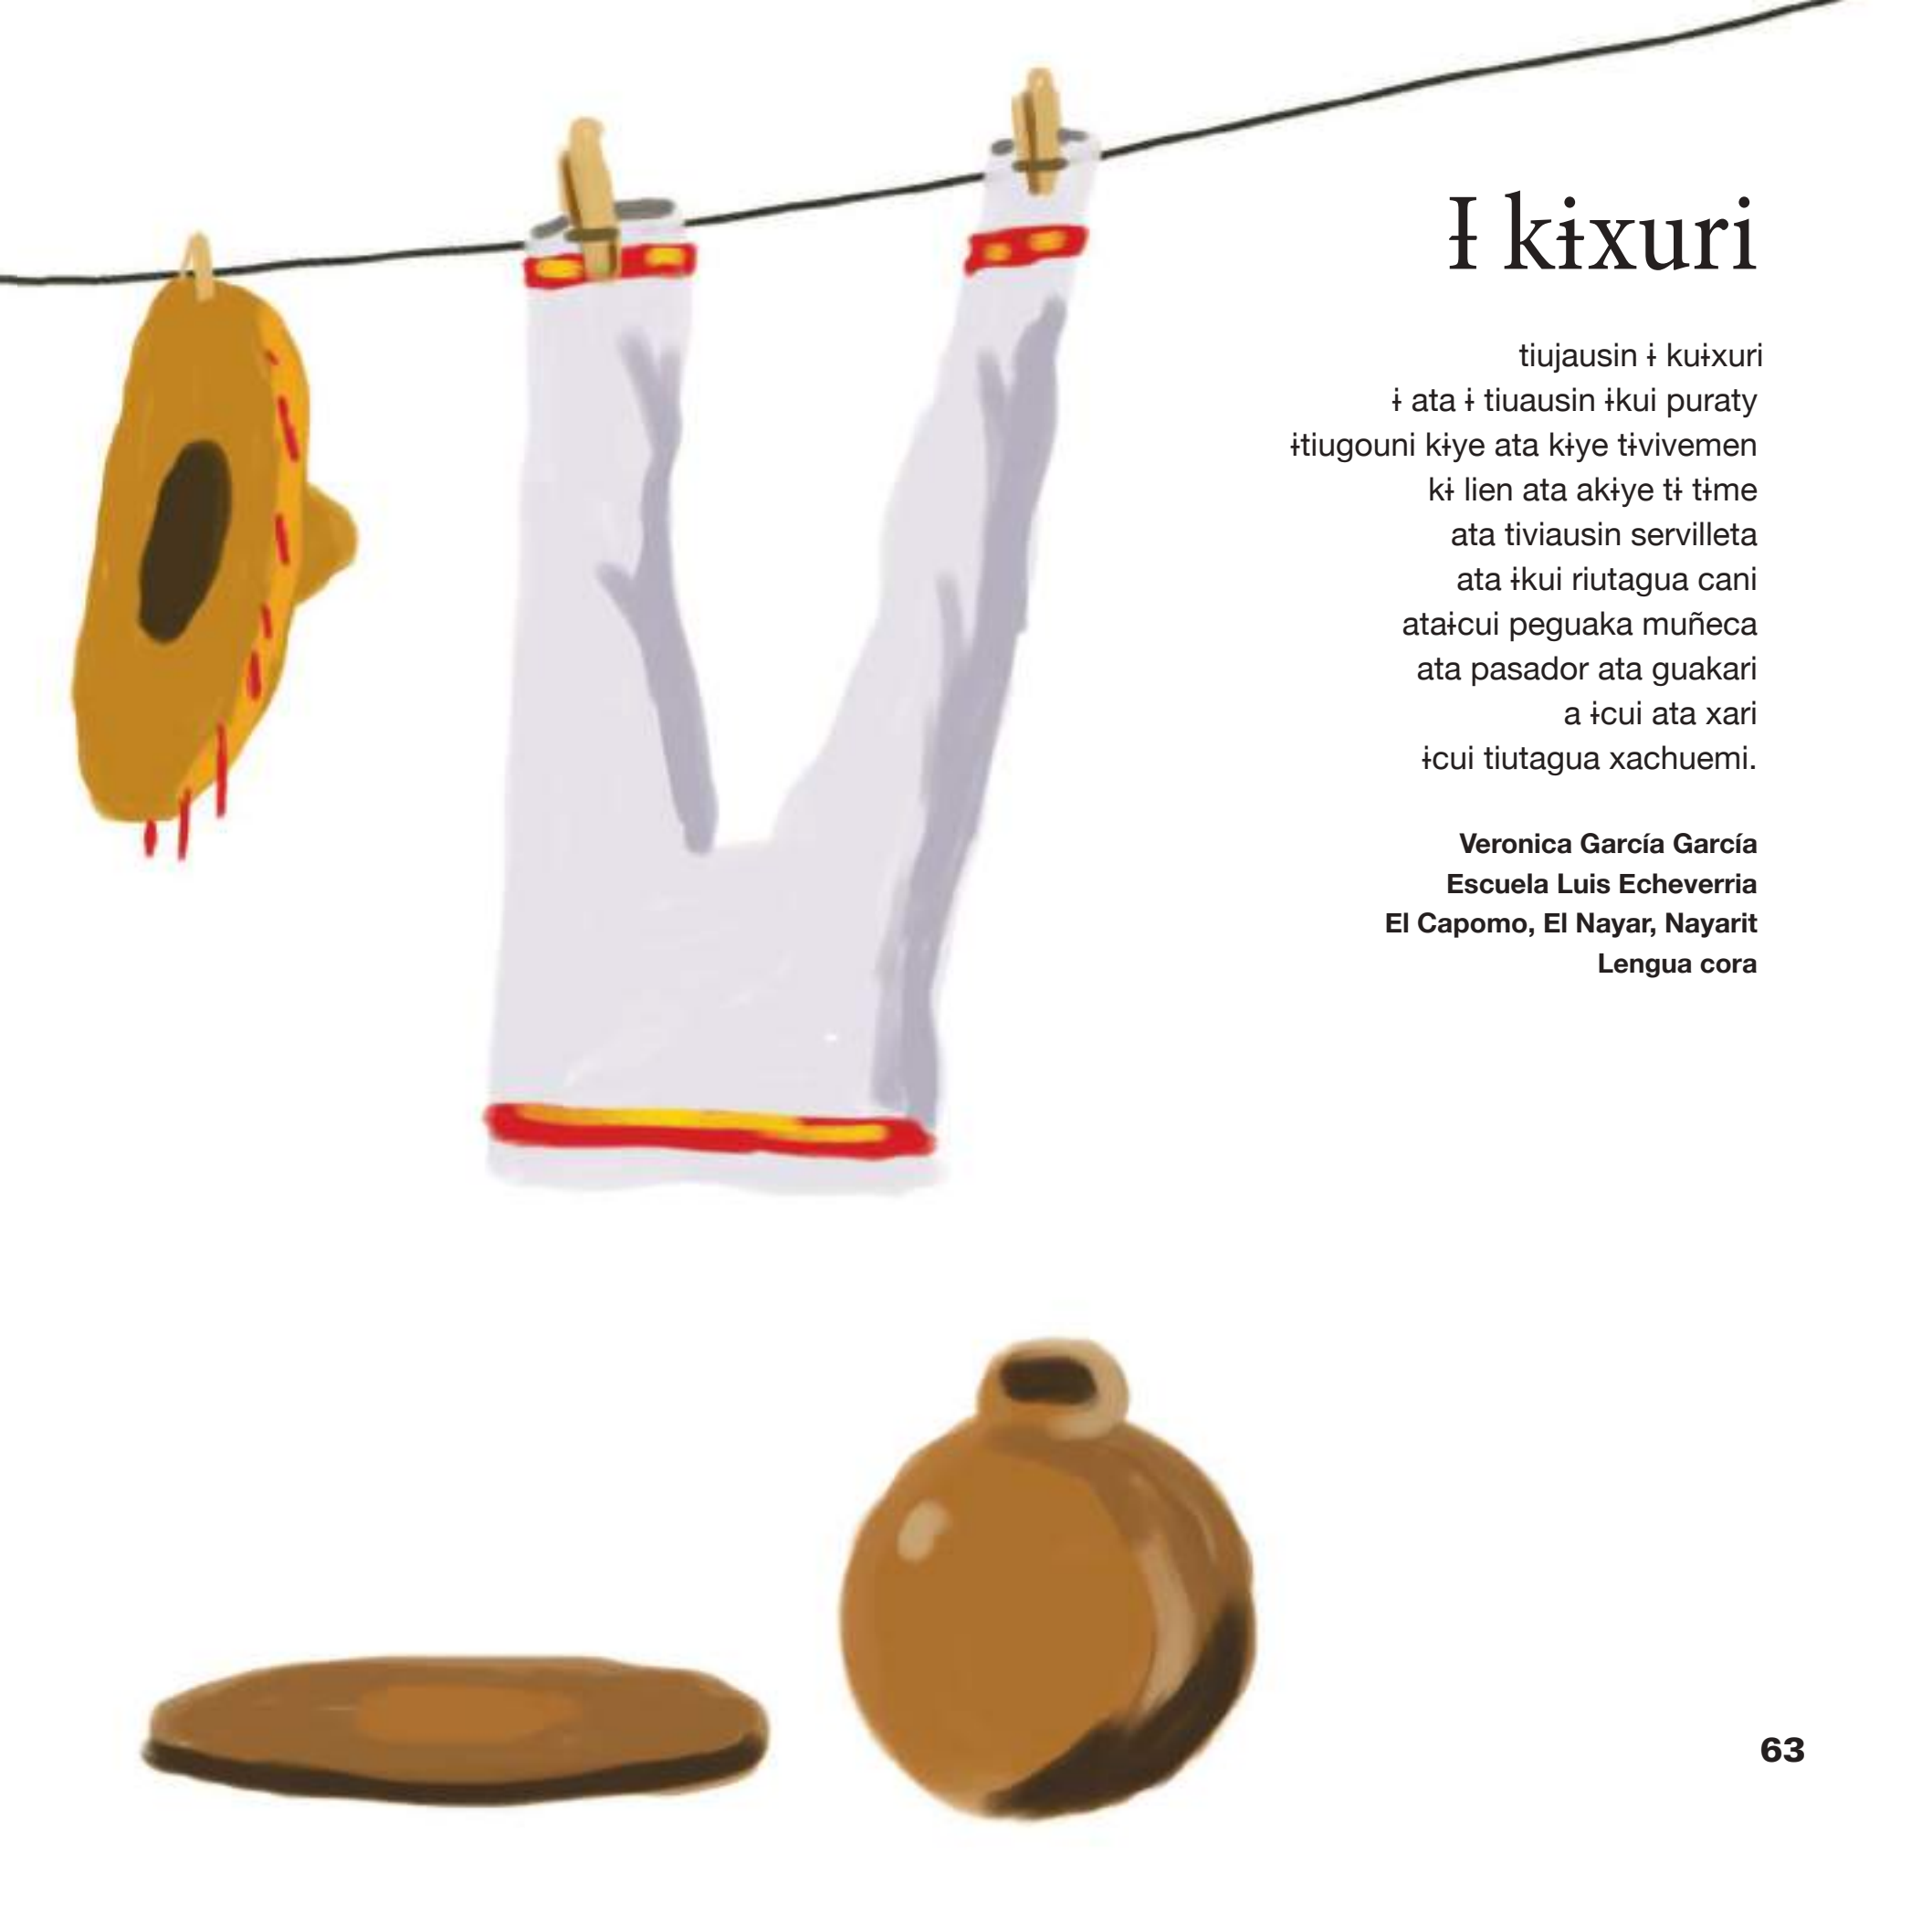 Ɨ kɨxuri
tiujausin ɨ kuɨxuri
ɨ ata ɨ tiuausin ɨkui puraty
ɨtiugouni kɨye ata kɨye tɨvivemen
kɨ lien ata akɨye tɨ tɨme
ata tiviausin servilleta
ata ɨkui riutagua cani
ataɨcui peguaka muñeca
ata pasador ata guakari
a ɨcui ata xari
ɨcui tiutagua xachuemi.
Veronica García García
Escuela Luis Echeverria
El Capomo, El Nayar, Nayarit
Lengua cora
63